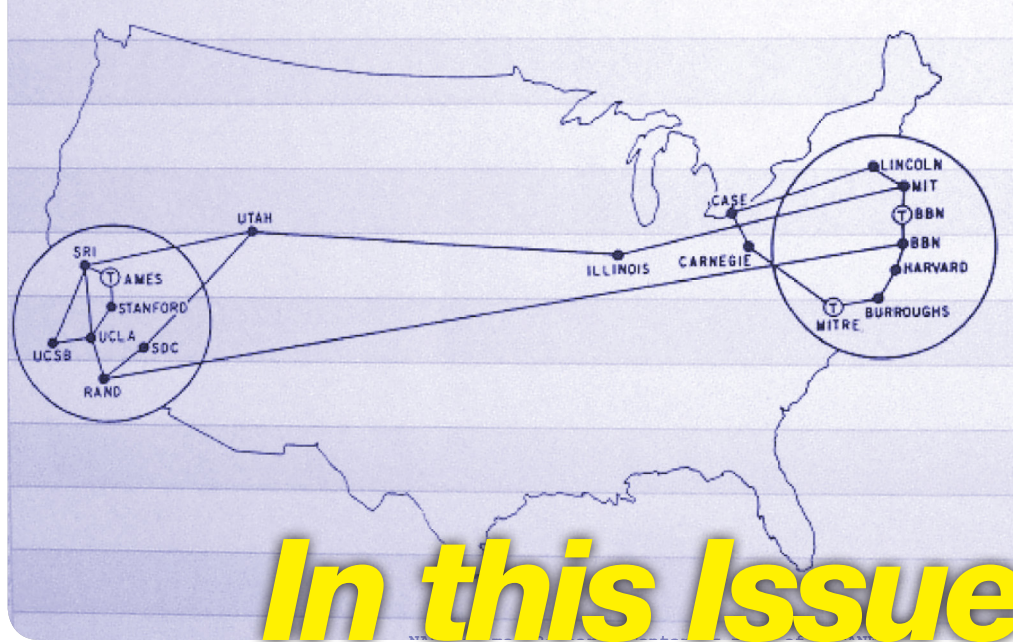 LINCOLN
MIT
CASE
T BBN
UTAH
BBN
SRI
CARNEGIE
ILLINOIS
HARVARD
T AMES
STANFORD
T
BURROUGHS
MITRE
UCLA
SDC
UCSB
RAND
In this Issue